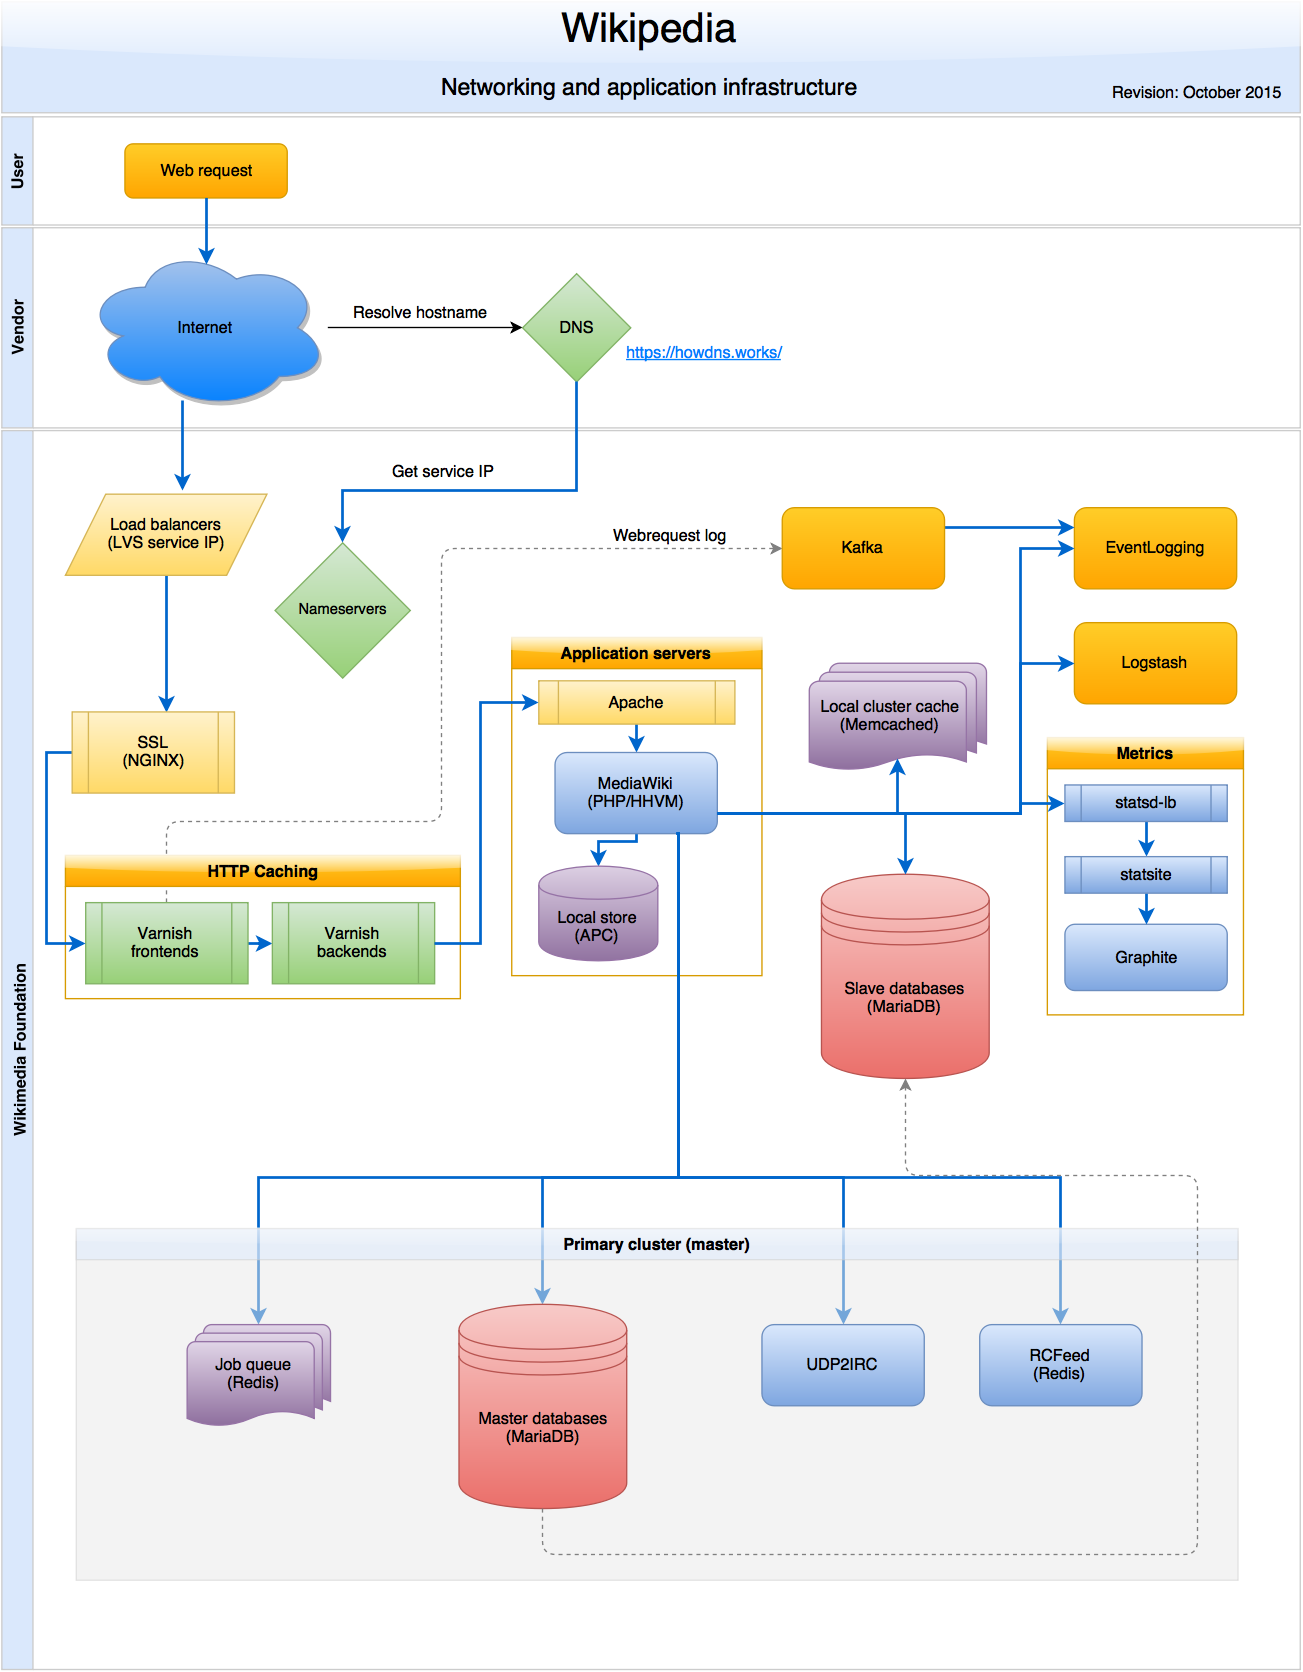 Wikipedia
Networking and application infrastructure
Revision: October 2015
User
Web request
Vendor
Internet
Resolve hostname
DNS
https://howdns.works/
Wikimedia Foundation
Get service IP
Load balancers
(LVS service IP)
Nameservers
Webrequest log
Kafka
EventLogging
Logstash
SSL
(NGINX)
Application servers
Apache
MediaWiki
(PHP/HHVM)
Local store
(APC)
Local cluster cache
(Memcached)
Metrics
statsd-lb
statsite
Graphite
HTTP Caching
Varnish
frontends
Varnish
backends
Slave databases
(MariaDB)
Primary cluster (master)
Job queue
(Redis)
Master databases
(MariaDB)
UDP2IRC
RCFeed
(Redis)